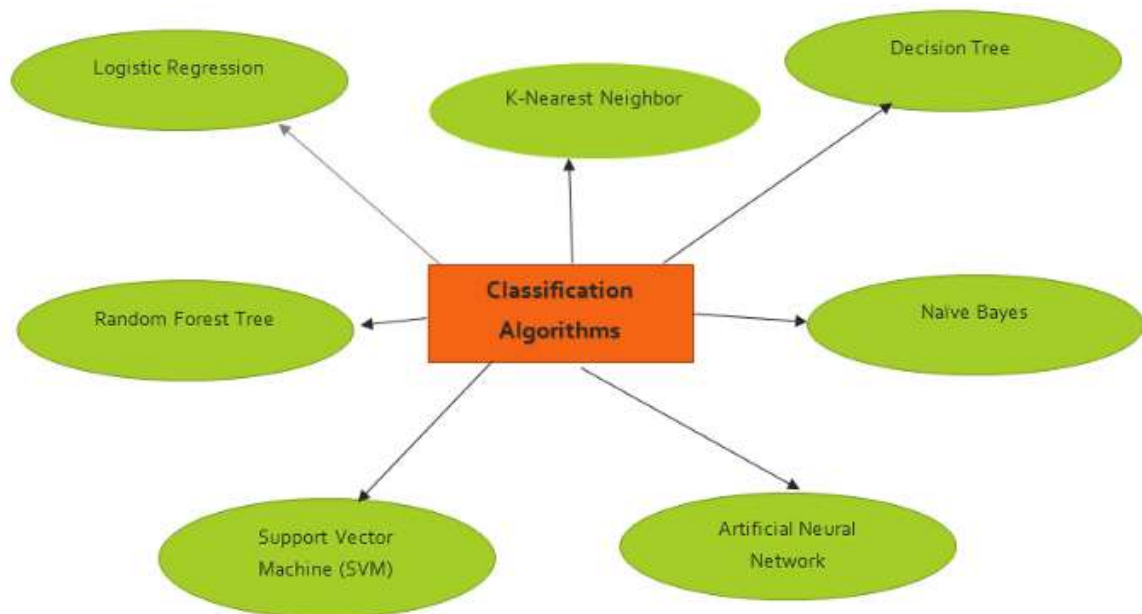 Logistic Regression
K-Nearest Neighbor
Decision Tree
Classification
Algorithms
Random Forest Tree
Naïve Bayes
Support Vector
Machine (SVM)
Artificial Neural
Network